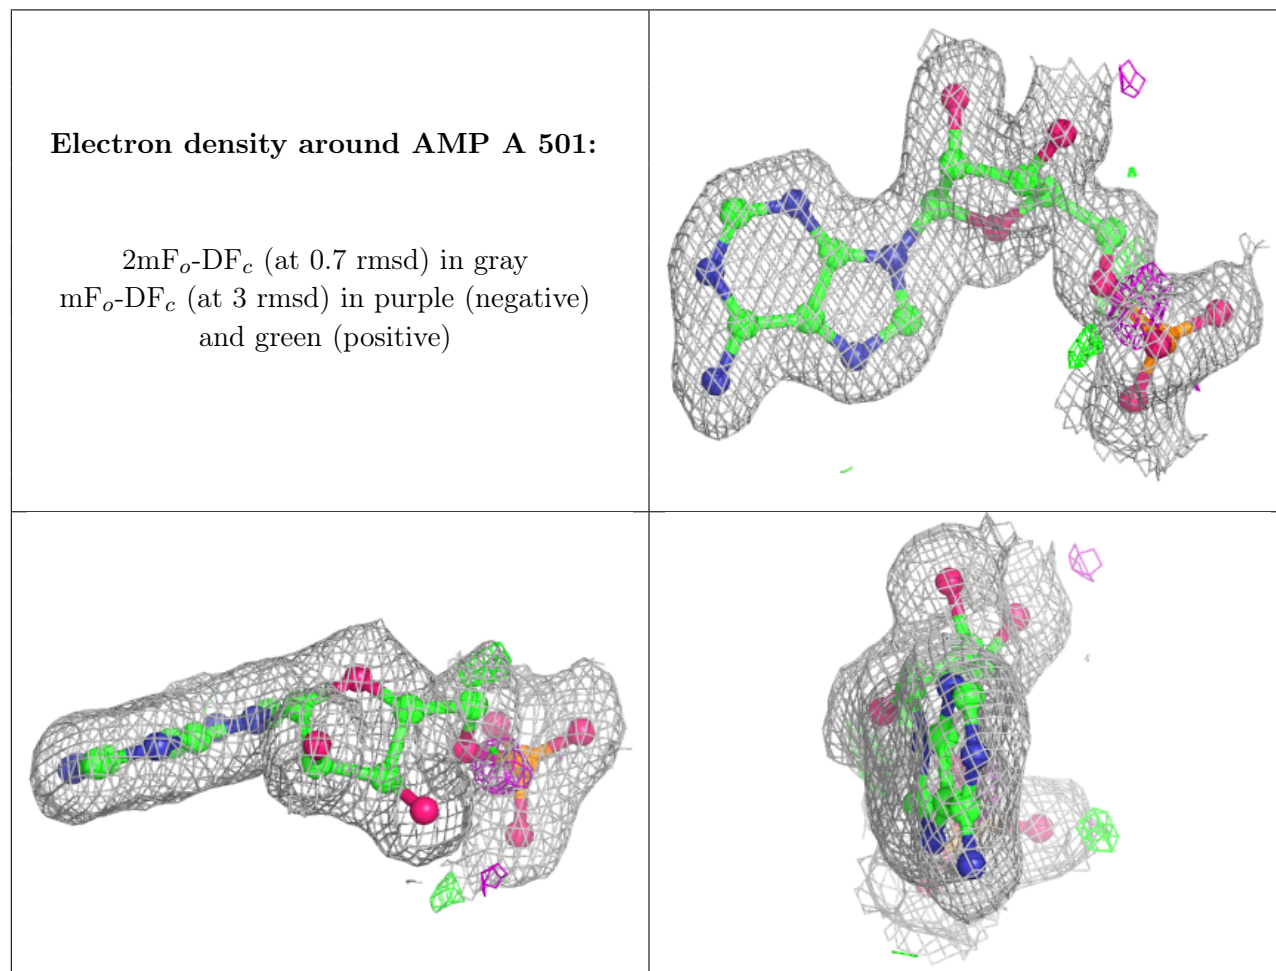 Electron density around AMP A 501:
2mFₒ-DF𝒸 (at 0.7 rmsd) in gray
mFₒ-DF𝒸 (at 3 rmsd) in purple (negative)
and green (positive)